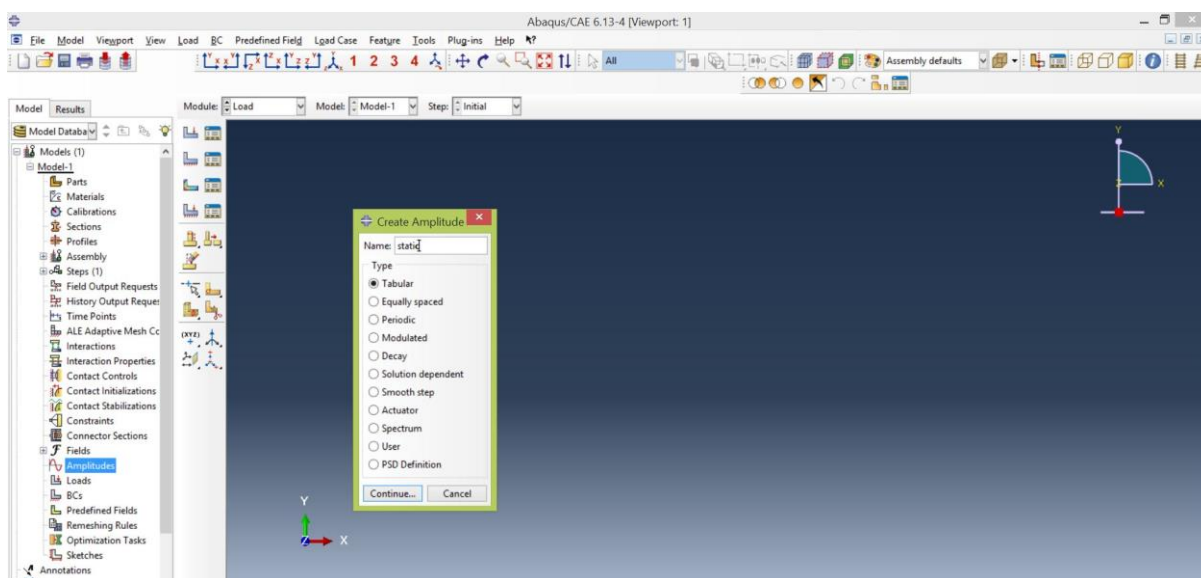 Abaqus/CAE 6.13-4 [Viewport: 1]
File Model Viewport View Load BC Predefined Field Load Case Feature Tools Plug-ins Help
1 2 3 4 All Assembly defaults
Model Results
Module: Load Model: Model-1 Step: Initial
Model Databa
Models (1)
Model-1
Parts
Materials
Calibrations
Sections
Profiles
Assembly
Steps (1)
Field Output Requests
History Output Reques
Time Points
ALE Adaptive Mesh Cc
Interactions
Interaction Properties
Contact Controls
Contact Initializations
Contact Stabilizations
Constraints
Connector Sections
Fields
Amplitudes
Loads
BCs
Predefined Fields
Remeshing Rules
Optimization Tasks
Sketches
Annotations
(XYZ)
Create Amplitude
Name: static
Type
Tabular
Equally spaced
Periodic
Modulated
Decay
Solution dependent
Smooth step
Actuator
Spectrum
User
PSD Definition
Continue... Cancel
Y
X
Y
Z X